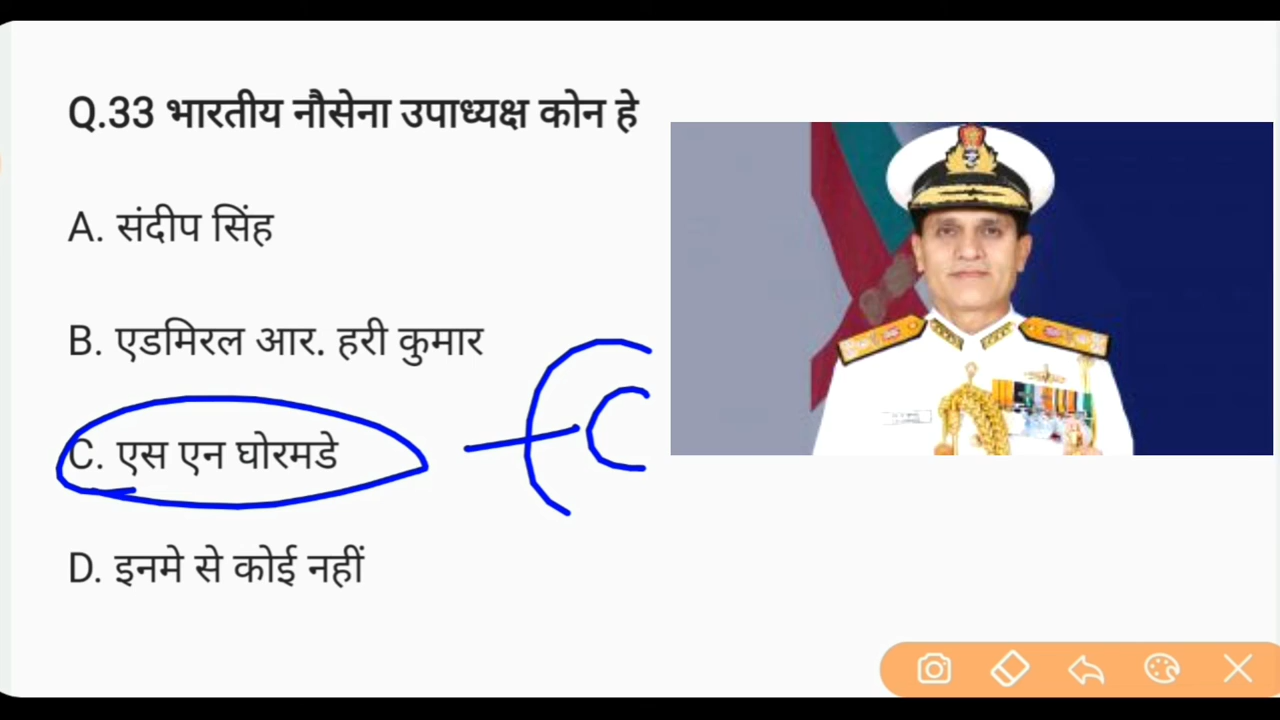 Q.33 भारतीय नौसेना उपाध्यक्ष कोन हे
A. संदीप सिंह
B. एडमिरल आर. हरी कुमार
C. एस एन घोरमडे
D. इनमे से कोई नहीं